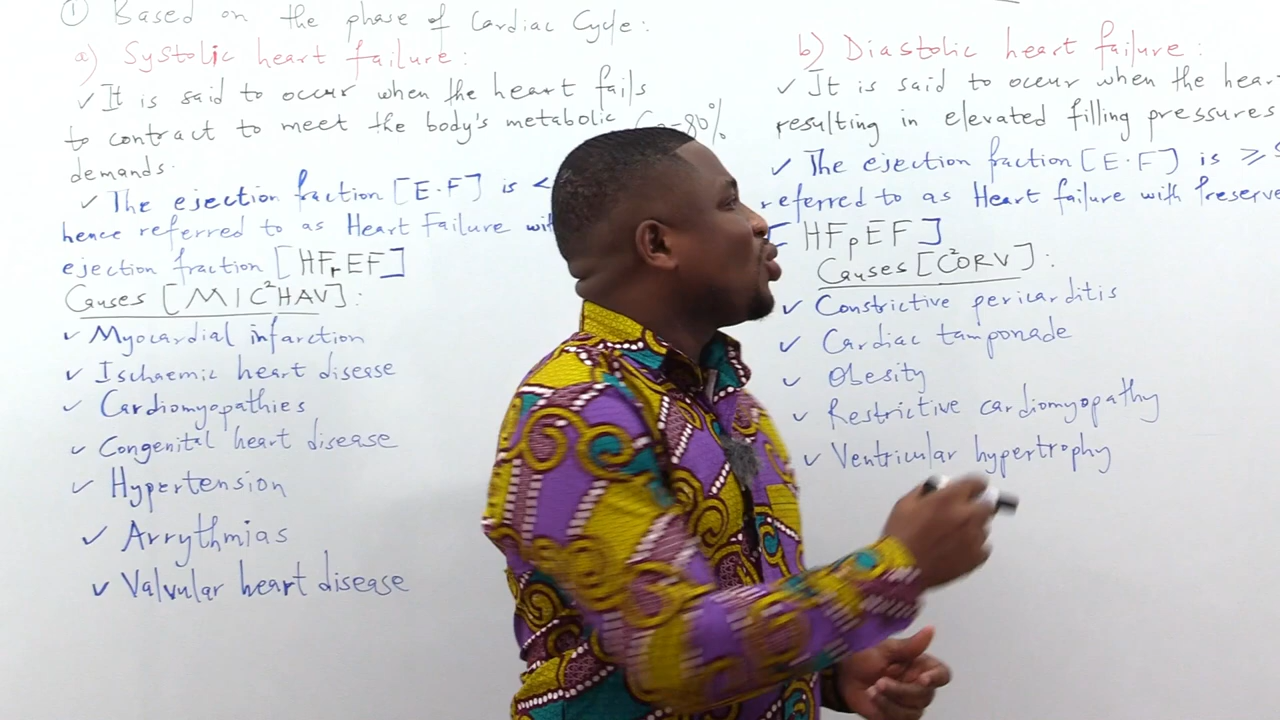 ① Based on the phase of Cardiac Cycle:
a) Systolic heart failure:
✓ It is said to occur when the heart fails
to contract to meet the body's metabolic
demands.
✓ The ejection fraction [E.F] is <
hence referred to as Heart Failure
ejection fraction [HFrEF]
Causes [MIC²HAV]:
✓ Myocardial infarction
✓ Ischaemic heart disease
✓ Cardiomyopathies
✓ Congenital heart disease
✓ Hypertension
✓ Arrythmias
✓ Valvular heart disease
80%
b) Diastolic heart failure:
✓ It is said to occur when the
resulting in elevated filling pressures
✓ The ejection fraction [E.F] is ≥
referred to as Heart failure with
[HFpEF]
Causes [C²ORV]:
✓ Constrictive pericarditis
✓ Cardiac tamponade
✓ Obesity
✓ Restrictive cardiomyopathy
✓ Ventricular hypertrophy